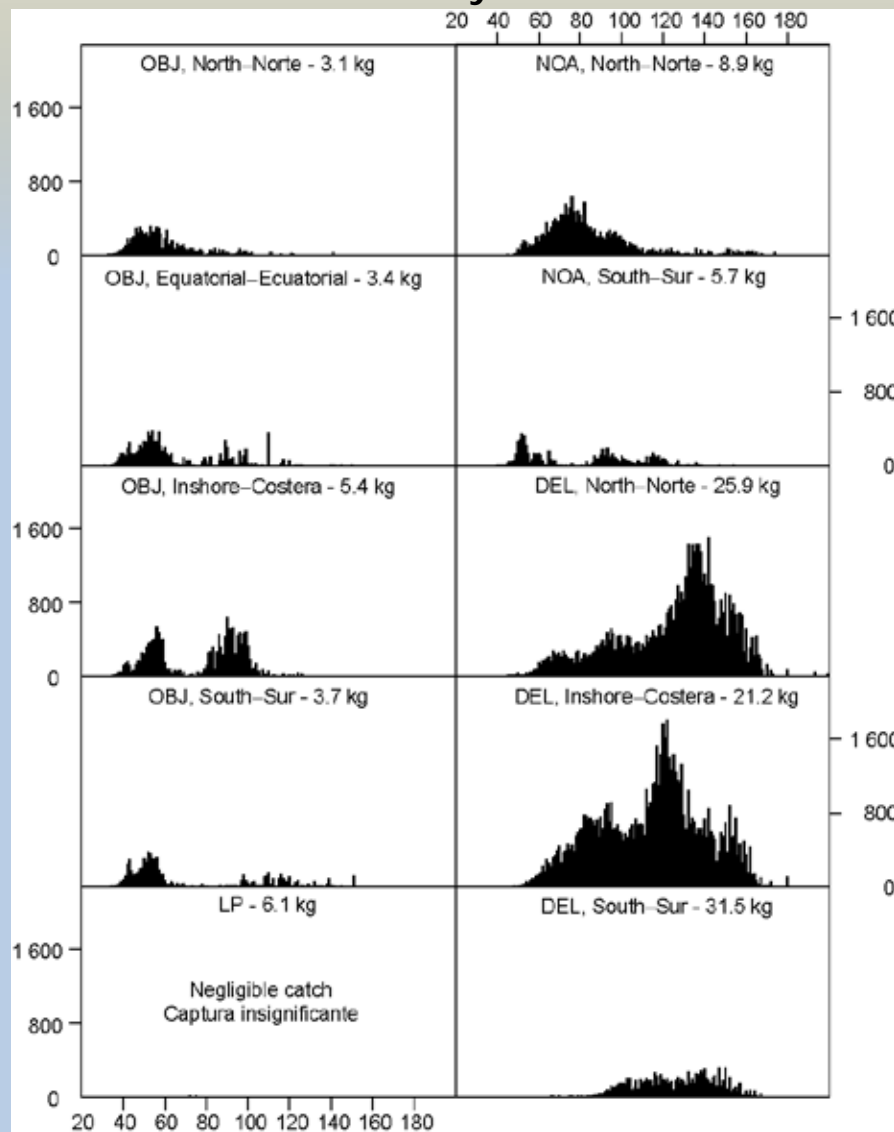 20 40 60 80 100 120 140 160 180
OBJ, North–Norte - 3.1 kg
NOA, North–Norte - 8.9 kg
1 600
800
0
OBJ, Equatorial–Ecuatorial - 3.4 kg
NOA, South–Sur - 5.7 kg
1 600
800
0
OBJ, Inshore–Costera - 5.4 kg
DEL, North–Norte - 25.9 kg
1 600
800
0
OBJ, South–Sur - 3.7 kg
DEL, Inshore–Costera - 21.2 kg
1 600
800
0
LP - 6.1 kg
DEL, South–Sur - 31.5 kg
1 600
Negligible catch
Captura insignificante
800
0
20 40 60 80 100 120 140 160 180